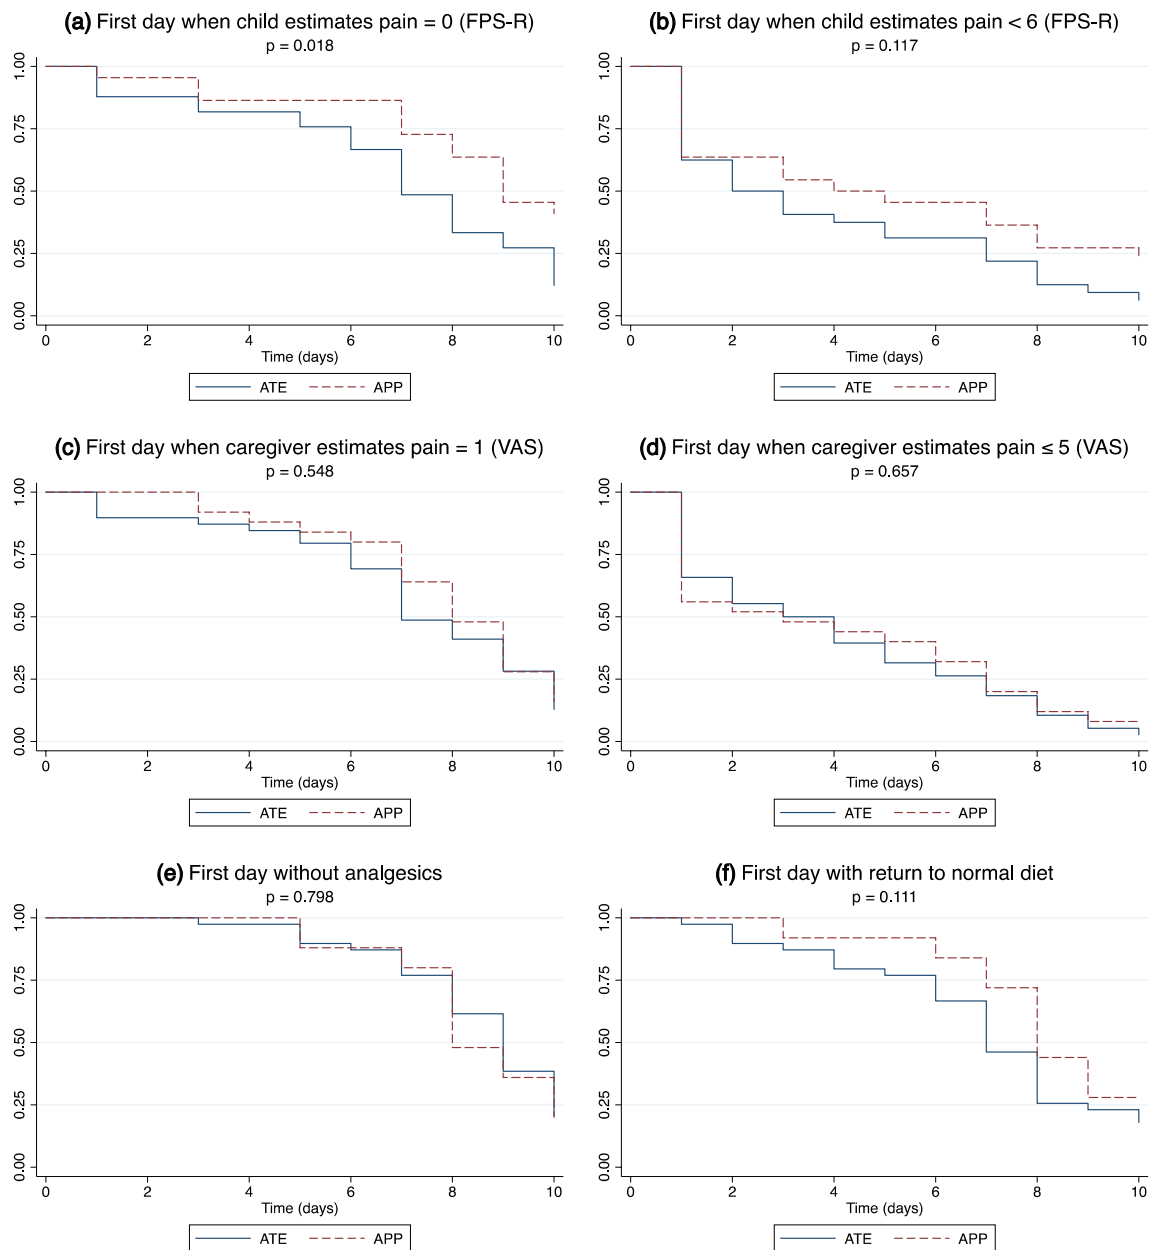 (a) First day when child estimates pain = 0 (FPS-R)
p = 0.018
1.00
0.75
0.50
0.25
0.00
0 2 4 6 8 10
Time (days)
ATE APP
(b) First day when child estimates pain < 6 (FPS-R)
p = 0.117
1.00
0.75
0.50
0.25
0.00
0 2 4 6 8 10
Time (days)
ATE APP
(c) First day when caregiver estimates pain = 1 (VAS)
p = 0.548
1.00
0.75
0.50
0.25
0.00
0 2 4 6 8 10
Time (days)
ATE APP
(d) First day when caregiver estimates pain ≤ 5 (VAS)
p = 0.657
1.00
0.75
0.50
0.25
0.00
0 2 4 6 8 10
Time (days)
ATE APP
(e) First day without analgesics
p = 0.798
1.00
0.75
0.50
0.25
0.00
0 2 4 6 8 10
Time (days)
ATE APP
(f) First day with return to normal diet
p = 0.111
1.00
0.75
0.50
0.25
0.00
0 2 4 6 8 10
Time (days)
ATE APP